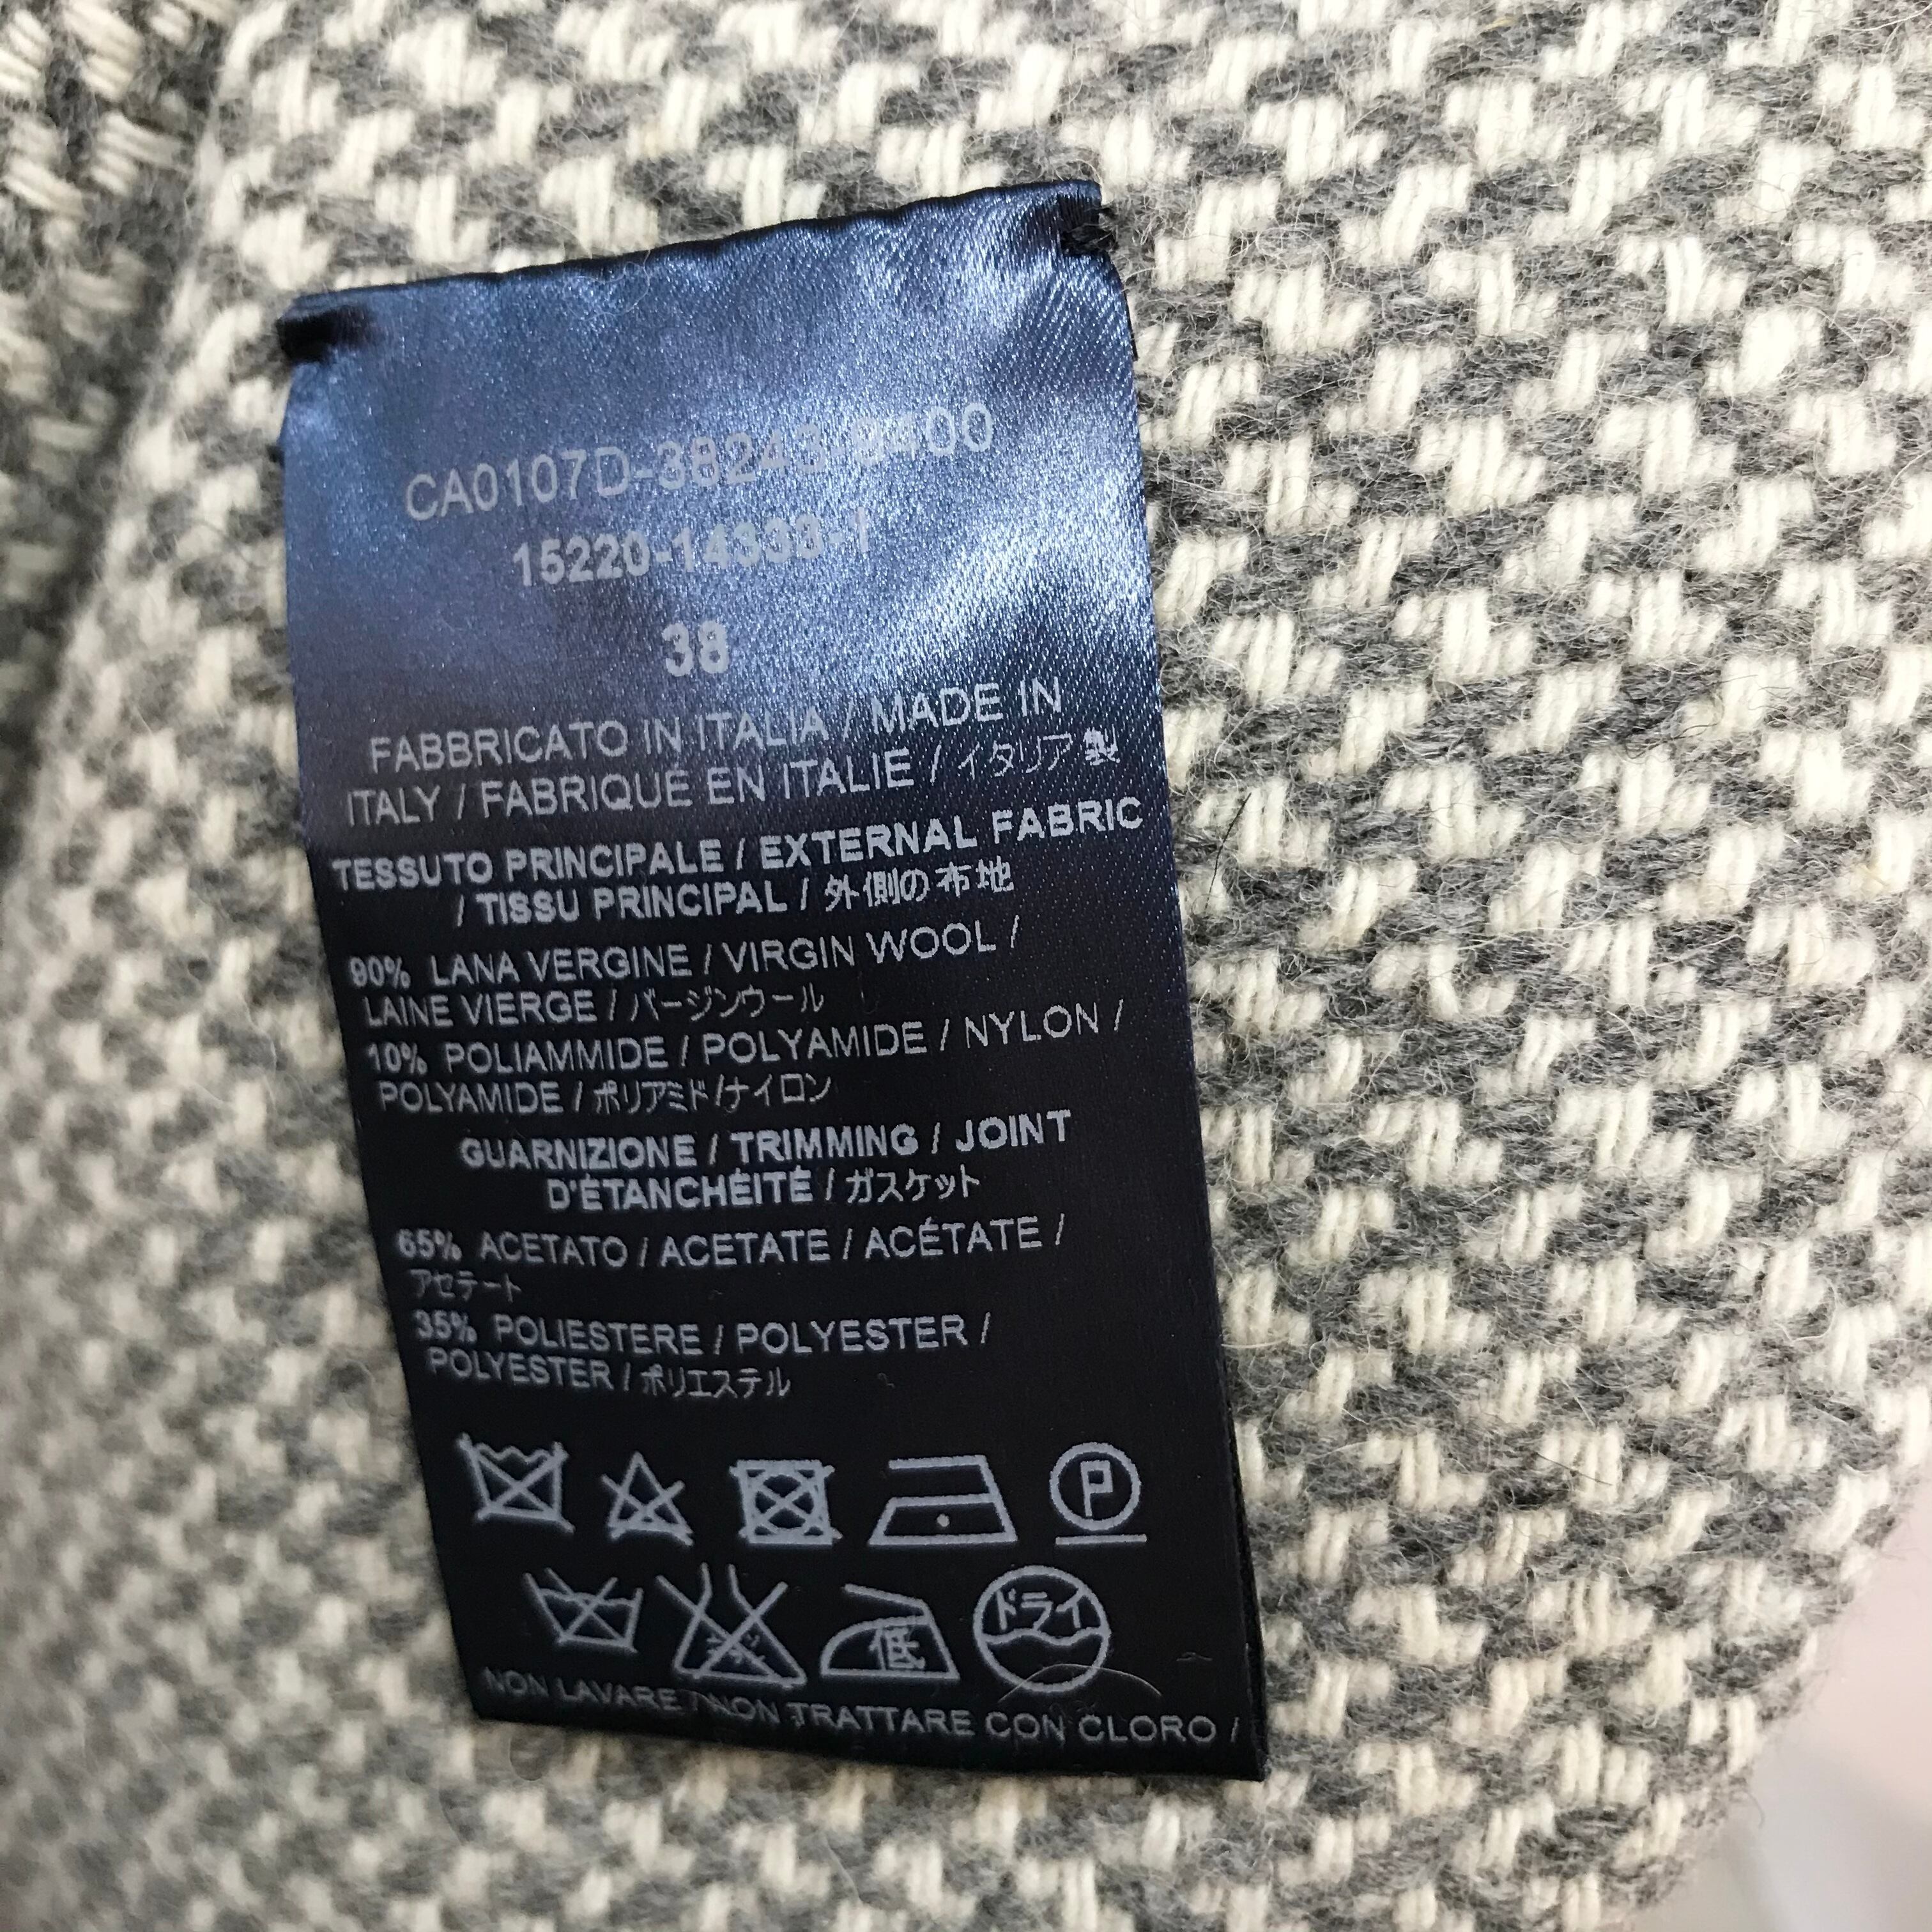 CA0107D-38243-9400
15220-14333-1
38
FABBRICATO IN ITALIA / MADE IN
ITALY / FABRIQUÉ EN ITALIE / イタリア製
TESSUTO PRINCIPALE / EXTERNAL FABRIC
/ TISSU PRINCIPAL / 外側の布地
90% LANA VERGINE / VIRGIN WOOL /
LAINE VIERGE / バージンウール
10% POLIAMMIDE / POLYAMIDE / NYLON /
POLYAMIDE / ポリアミド/ナイロン
GUARNIZIONE / TRIMMING / JOINT
D'ÉTANCHÉITÉ / ガスケット
65% ACETATO / ACETATE / ACÉTATE /
アセテート
35% POLIESTERE / POLYESTER /
POLYESTER / ポリエステル
P
低 ドライ
NON LAVARE / NON TRATTARE CON CLORO /